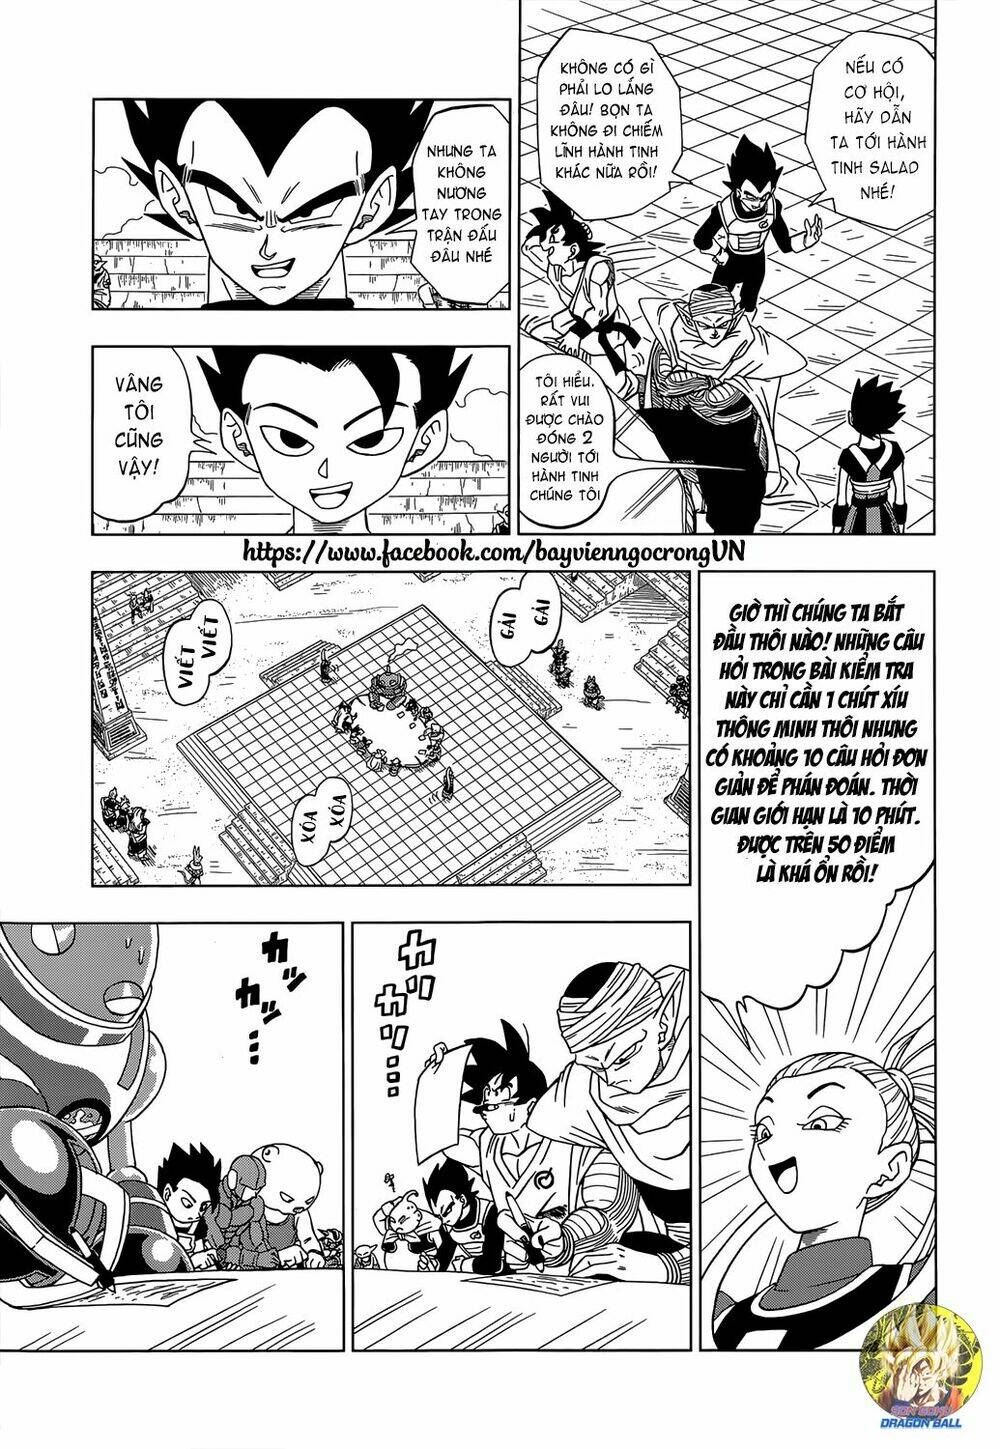 NẾU CÓ
CƠ HỘI,
HÃY DẪN
TA TỚI HÀNH
TINH SALAD
NHÉ!
KHÔNG CÓ GÌ
PHẢI LO LẮNG
ĐÂU! BỌN TA
KHÔNG ĐI CHIẾM
LĨNH HÀNH TINH
KHÁC NỮA RỒI!
TÔI HIỂU.
RẤT VUI
ĐƯỢC CHÀO
ĐÓNG 2
NGƯỜI TỚI
HÀNH TINH
CHÚNG TÔI
NHƯNG TA
KHÔNG
NƯƠNG
TAY TRONG
TRẬN ĐẤU
ĐÂU NHÉ
VÂNG
TÔI
CŨNG
VẬY!
https://www.facebook.com/bayvienngocrongVN
GIỜ THÌ CHÚNG TA BẮT
ĐẦU THÔI NÀO! NHỮNG CÂU
HỎI TRONG BÀI KIỂM TRA
NÀY CHỈ CẦN 1 CHÚT XÍU
THÔNG MINH THÔI NHƯNG
CÓ KHOẢNG 10 CÂU HỎI ĐƠN
GIẢN ĐỂ PHÁN ĐOÁN. THỜI
GIAN GIỚI HẠN LÀ 10 PHÚT.
ĐƯỢC TRÊN 50 ĐIỂM
LÀ KHÁ ỔN RỒI!
GÃI
GÃI
VIẾT
VIẾT
XÓA
XÓA
カリカリ…
カッカッ…
SON GOKU
DRAGON BALL